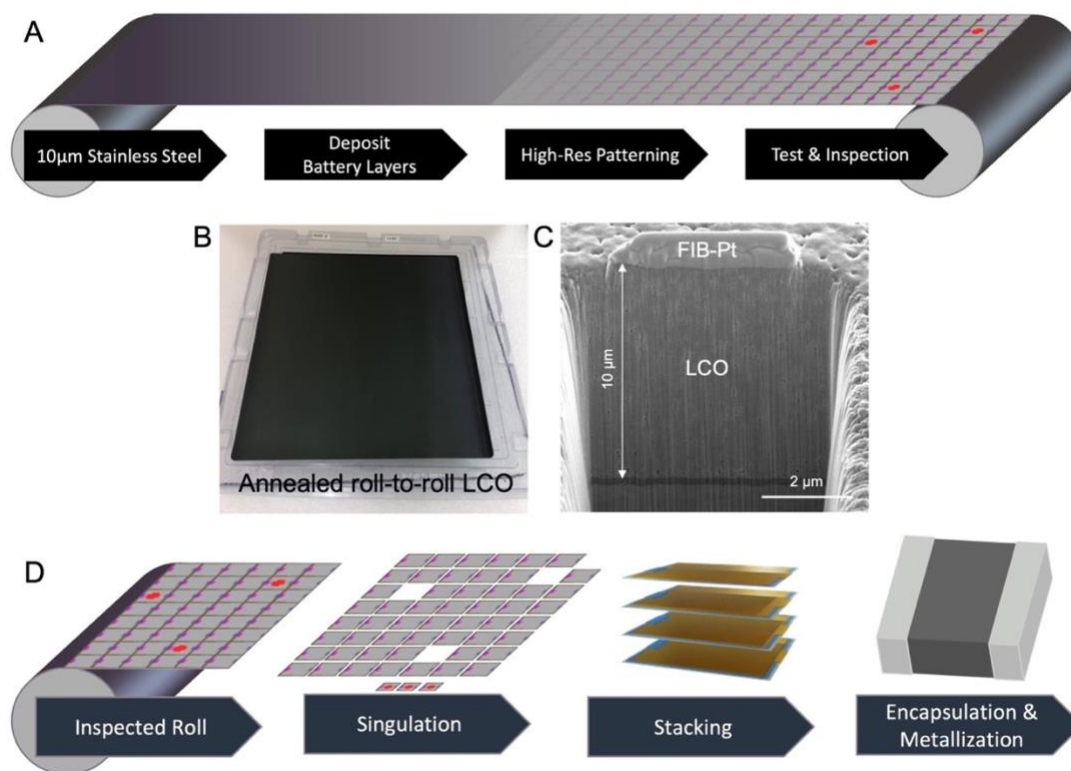 A
10μm Stainless Steel
Deposit
Battery Layers
High-Res Patterning
Test & Inspection
B
Annealed roll-to-roll LCO
C
FIB-Pt
10 μm
LCO
2 μm
D
Inspected Roll
Singulation
Stacking
Encapsulation &
Metallization